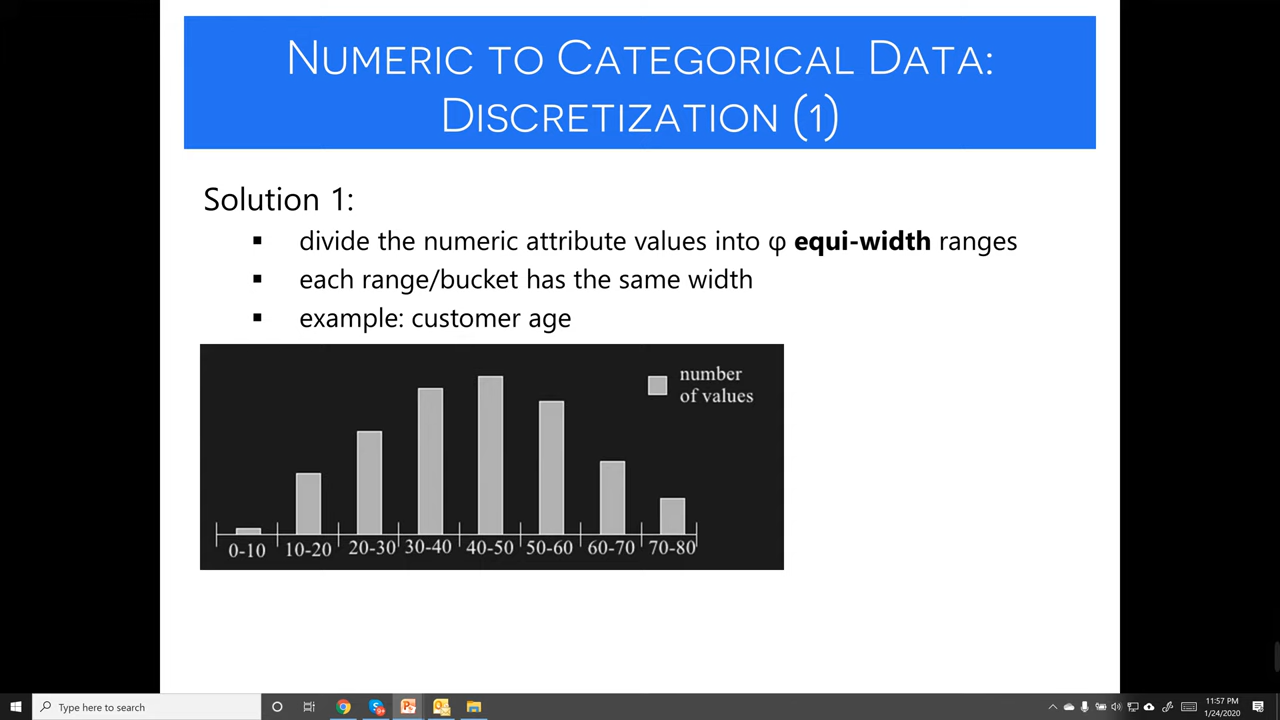 NUMERIC TO CATEGORICAL DATA:
DISCRETIZATION (1)
Solution 1:
▪ divide the numeric attribute values into φ equi-width ranges
▪ each range/bucket has the same width
▪ example: customer age
number
of values
0-10 10-20 20-30 30-40 40-50 50-60 60-70 70-80
Type here to search
11:57 PM
1/24/2020